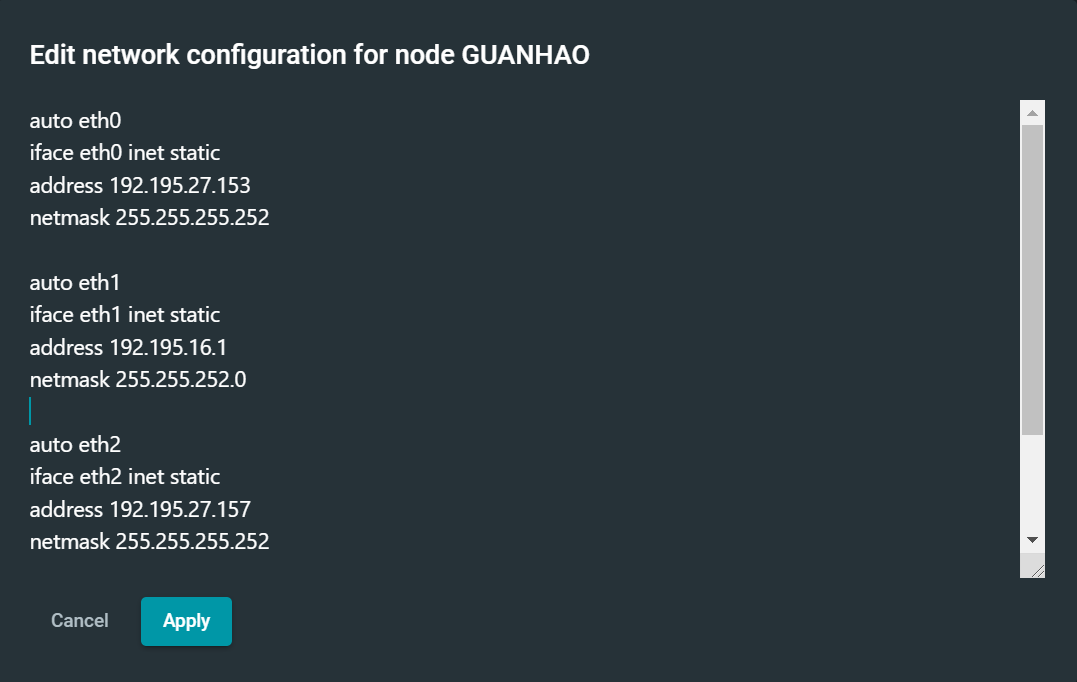 Edit network configuration for node GUANHAO
auto eth0
iface eth0 inet static
address 192.195.27.153
netmask 255.255.255.252
auto eth1
iface eth1 inet static
address 192.195.16.1
netmask 255.255.252.0
auto eth2
iface eth2 inet static
address 192.195.27.157
netmask 255.255.255.252
Cancel
Apply